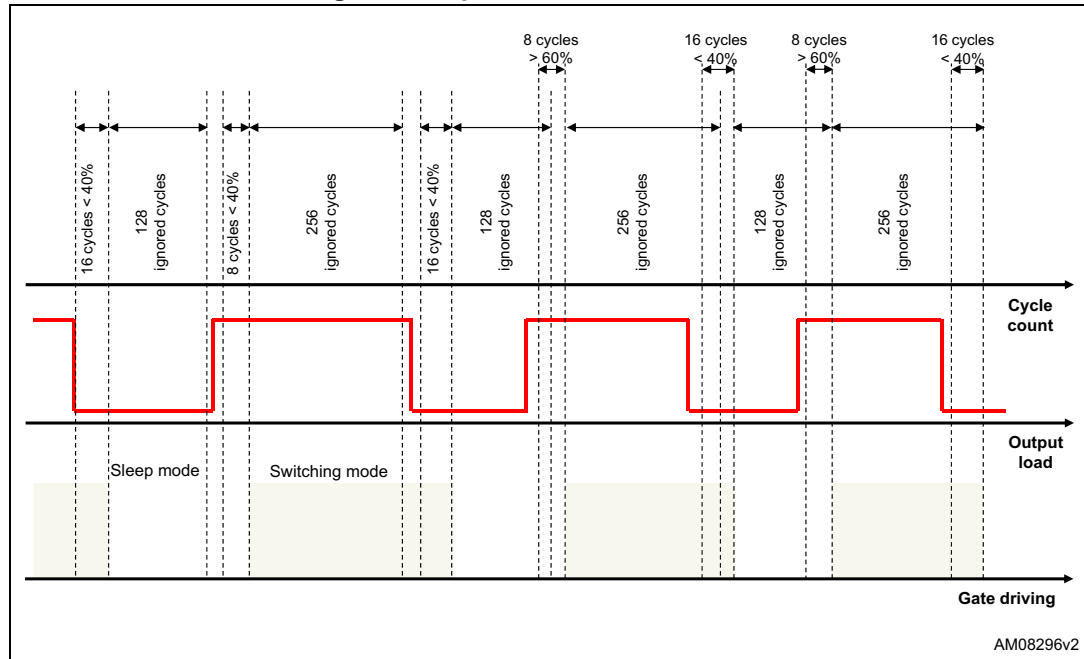 8 cycles
> 60%
16 cycles
< 40%
8 cycles
> 60%
16 cycles
< 40%
16 cycles < 40%
128
ignored cycles
8 cycles < 40%
256
ignored cycles
16 cycles < 40%
128
ignored cycles
256
ignored cycles
128
ignored cycles
256
ignored cycles
Cycle
count
Output
load
Sleep mode
Switching mode
Gate driving
AM08296v2